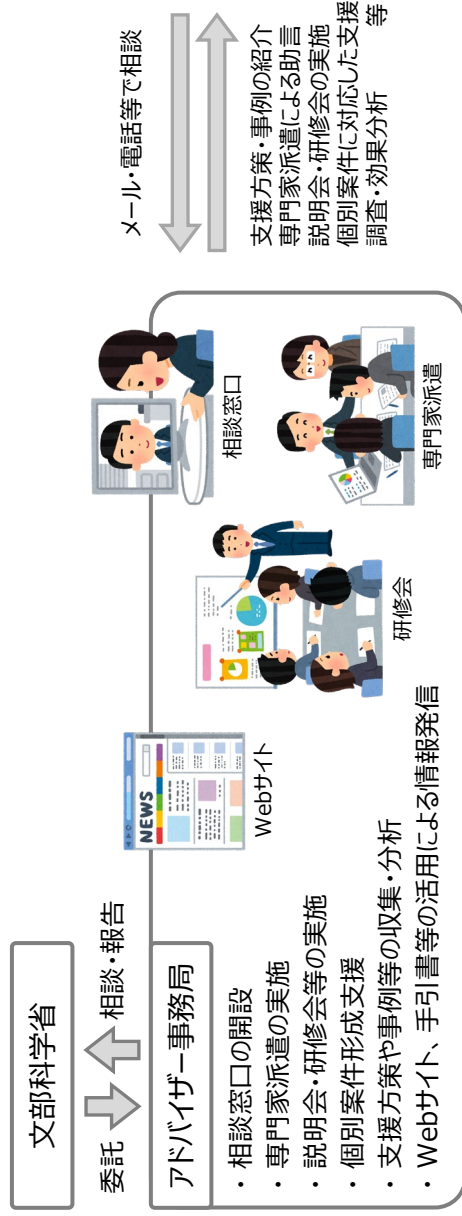 文部科学省
委託
相談・報告
アドバイザー事務局
・ 相談窓口の開設
・ 専門家派遣の実施
・ 説明会・研修会等の実施
・ 個別案件形成支援
・ 支援方策や事例等の収集・分析
・ Webサイト、手引書等の活用による情報発信
NEWS
Webサイト
研修会
相談窓口
専門家派遣
メール・電話等で相談
支援方策・事例の紹介
専門家派遣による助言
説明会・研修会の実施
個別案件に対応した支援
調査・効果分析 等